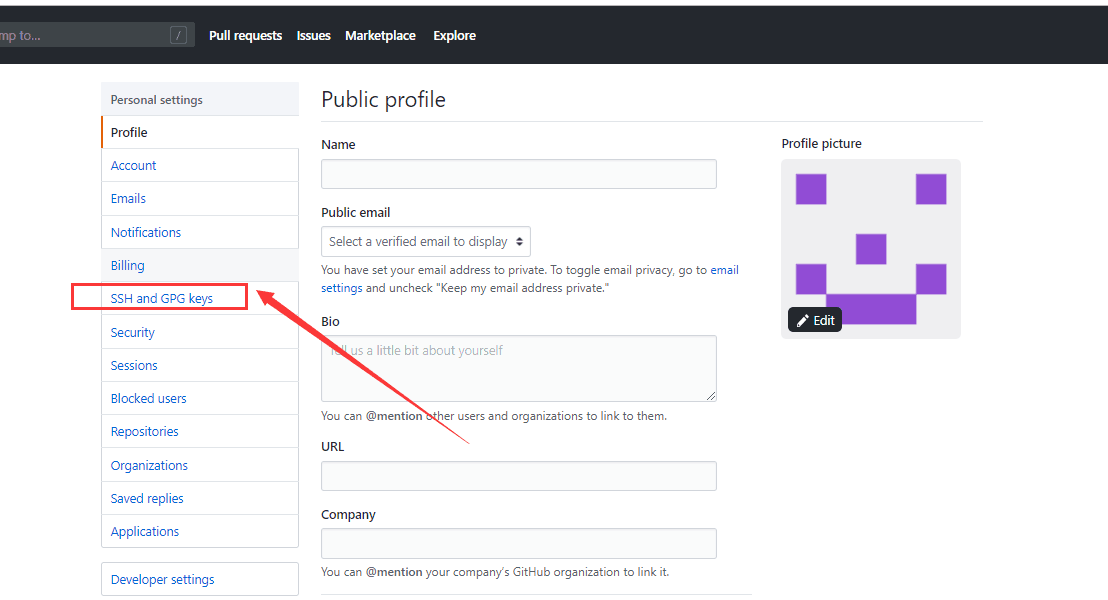 mp to...
/
Pull requests
Issues
Marketplace
Explore
Personal settings
Profile
Account
Emails
Notifications
Billing
SSH and GPG keys
Security
Sessions
Blocked users
Repositories
Organizations
Saved replies
Applications
Developer settings
Public profile
Name
Public email
Select a verified email to display
You have set your email address to private. To toggle email privacy, go to email
settings and uncheck "Keep my email address private."
Bio
Tell us a little bit about yourself
You can @mention other users and organizations to link to them.
URL
Company
You can @mention your company’s GitHub organization to link it.
Profile picture
Edit